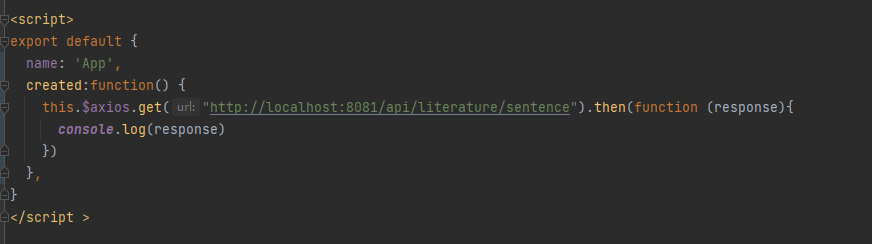 <script>
export default {
  name: 'App',
  created:function() {
    this.$axios.get( url: "http://localhost:8081/api/literature/sentence").then(function (response){
      console.log(response)
    })
  },
}
</script >